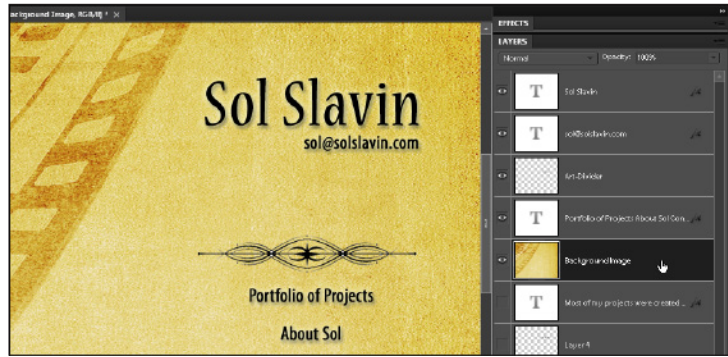 ackground Image, RGB/8) * ×
Sol Slavin
sol@solslavin.com
Portfolio of Projects
About Sol
EFFECTS
LAYERS
Normal
Opacity: 100%
T Sol Slavin
T sol@solslavin.com
Art-Divider
T Portfolio of Projects About Sol Con...
Background Image
T Most of my projects were created ...
Layer 4